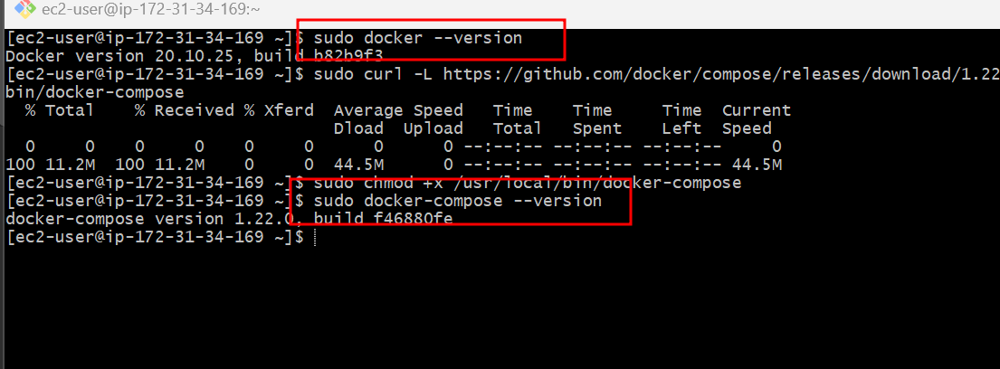 ec2-user@ip-172-31-34-169:~
[ec2-user@ip-172-31-34-169 ~]$ sudo docker --version
Docker version 20.10.25, build b82b9f3
[ec2-user@ip-172-31-34-169 ~]$ sudo curl -L https://github.com/docker/compose/releases/download/1.22
bin/docker-compose
  % Total    % Received % Xferd  Average Speed   Time    Time     Time  Current
                                 Dload  Upload   Total   Spent    Left  Speed
  0     0    0     0    0     0      0      0 --:--:-- --:--:-- --:--:--     0
100 11.2M  100 11.2M    0     0  44.5M      0 --:--:-- --:--:-- --:--:-- 44.5M
[ec2-user@ip-172-31-34-169 ~]$ sudo chmod +x /usr/local/bin/docker-compose
[ec2-user@ip-172-31-34-169 ~]$ sudo docker-compose --version
docker-compose version 1.22.0, build f46880fe
[ec2-user@ip-172-31-34-169 ~]$